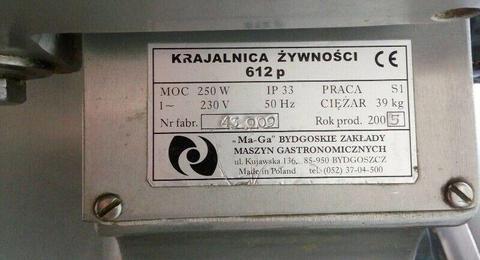 KRAJALNICA ŻYWNOŚCI CE
612 p
MOC 250 W IP 33 PRACA S1
1~ 230 V 50 Hz CIĘŻAR 39 kg
Nr fabr. Rok prod. 2005
„Ma-Ga" BYDGOSKIE ZAKŁADY
MASZYN GASTRONOMICZNYCH
ul. Kujawska 136, 85-950 BYDGOSZCZ
Made in Poland tel. (052) 37-04-500